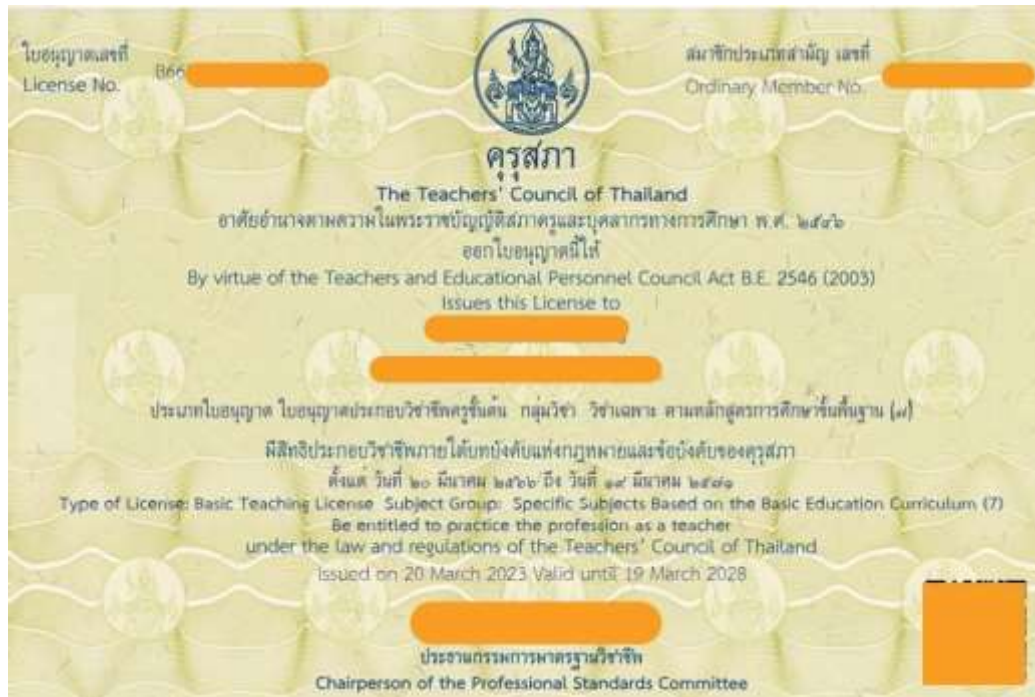 ใบอนุญาตเลขที่
License No. B66
สมาชิกประเภทสามัญ เลขที่
Ordinary Member No.
คุรุสภา
The Teachers' Council of Thailand
อาศัยอำนาจตามความในพระราชบัญญัติสภาครูและบุคลากรทางการศึกษา พ.ศ. ๒๕๔๖
ออกใบอนุญาตนี้ให้
By virtue of the Teachers and Educational Personnel Council Act B.E. 2546 (2003)
Issues this License to
ประเภทใบอนุญาต ใบอนุญาตประกอบวิชาชีพครูชั้นต้น กลุ่มวิชา วิชาเฉพาะ ตามหลักสูตรการศึกษาขั้นพื้นฐาน (๗)
มีสิทธิประกอบวิชาชีพภายใต้บทบังคับแห่งกฎหมายและข้อบังคับของคุรุสภา
ตั้งแต่ วันที่ ๒๐ มีนาคม ๒๕๖๖ ถึง วันที่ ๑๙ มีนาคม ๒๕๗๑
Type of License: Basic Teaching License Subject Group: Specific Subjects Based on the Basic Education Curriculum (7)
Be entitled to practice the profession as a teacher
under the law and regulations of the Teachers' Council of Thailand
Issued on 20 March 2023 Valid until 19 March 2028
ประธานกรรมการมาตรฐานวิชาชีพ
Chairperson of the Professional Standards Committee